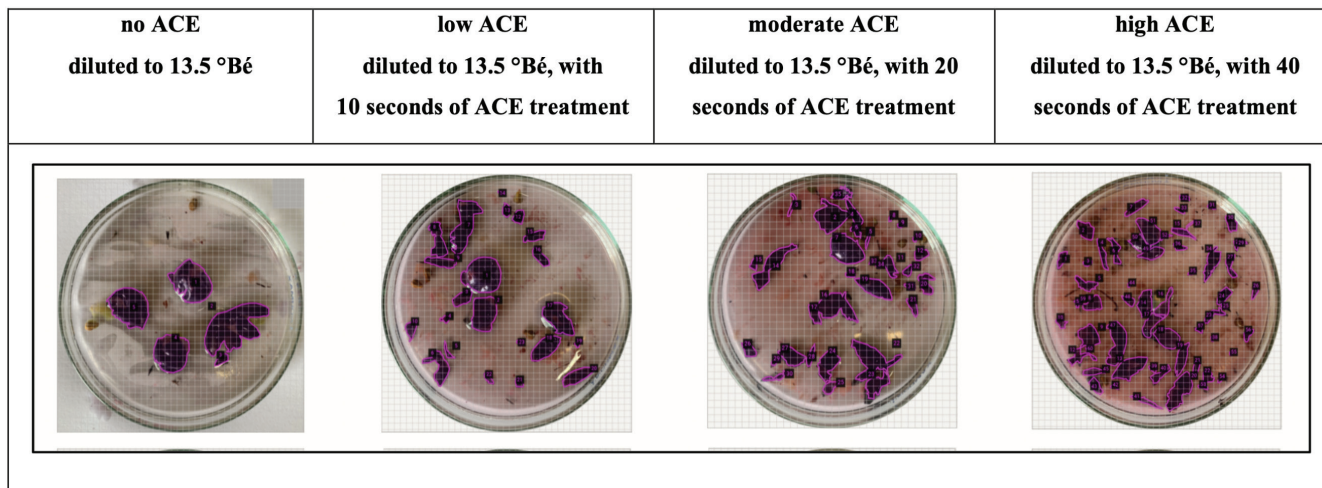 no ACE
diluted to 13.5 °Bé
low ACE
diluted to 13.5 °Bé, with
10 seconds of ACE treatment
moderate ACE
diluted to 13.5 °Bé, with 20
seconds of ACE treatment
high ACE
diluted to 13.5 °Bé, with 40
seconds of ACE treatment